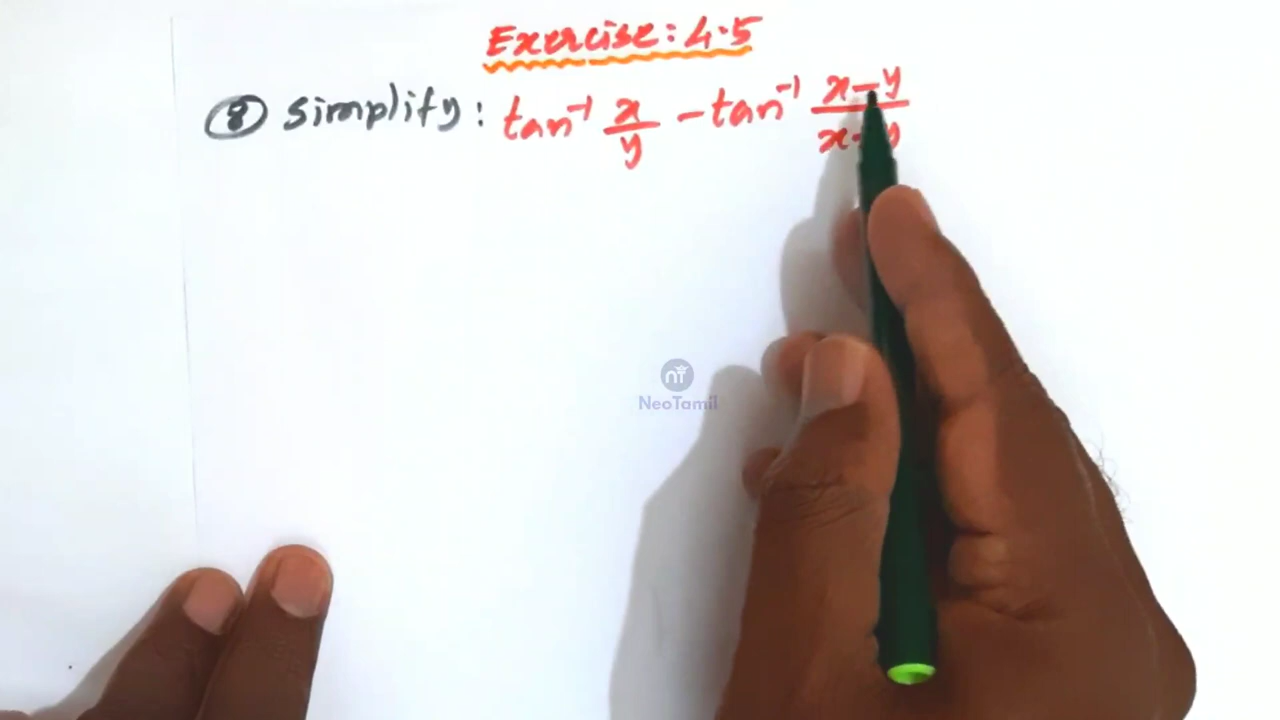 Exercise: 4.5
⑧ Simplify: tan⁻¹ x/y - tan⁻¹ (x-y)/(x+y)
NeoTamil